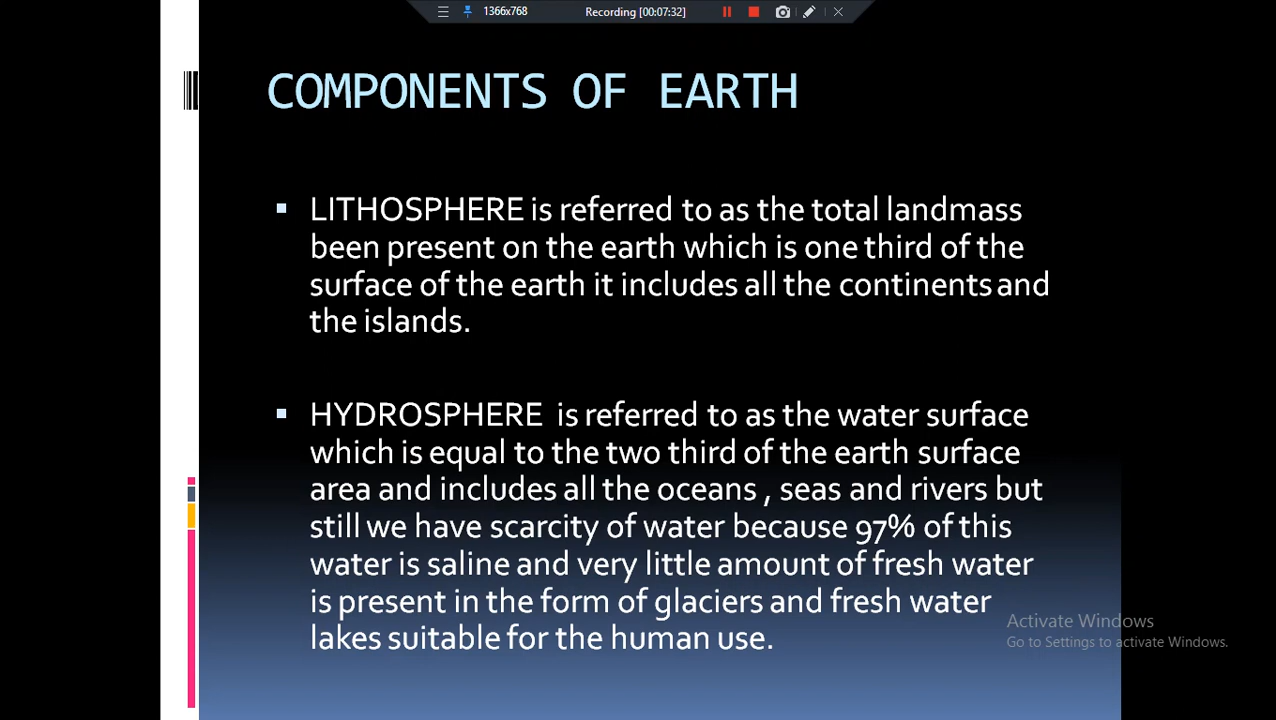 1366x768 Recording [00:07:32]
COMPONENTS OF EARTH
LITHOSPHERE is referred to as the total landmass
been present on the earth which is one third of the
surface of the earth it includes all the continents and
the islands.
HYDROSPHERE is referred to as the water surface
which is equal to the two third of the earth surface
area and includes all the oceans , seas and rivers but
still we have scarcity of water because 97% of this
water is saline and very little amount of fresh water
is present in the form of glaciers and fresh water
lakes suitable for the human use.
Activate Windows
Go to Settings to activate Windows.